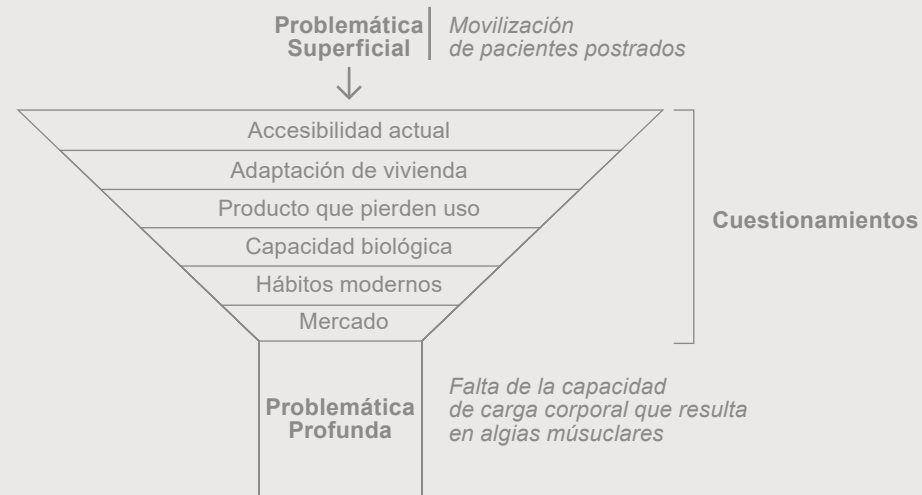 Problemática
Superficial
Movilización
de pacientes postrados
Accesibilidad actual
Adaptación de vivienda
Producto que pierden uso
Capacidad biológica
Hábitos modernos
Mercado
Cuestionamientos
Problemática
Profunda
Falta de la capacidad
de carga corporal que resulta
en algias músuclares